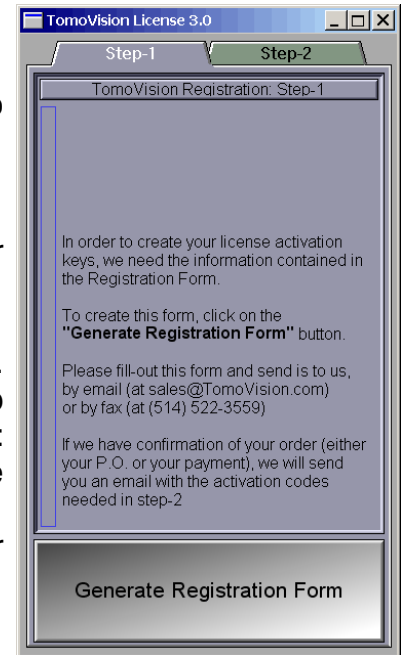 TomoVision License 3.0
Step-1 Step-2
TomoVision Registration: Step-1
In order to create your license activation
keys, we need the information contained in
the Registration Form.
To create this form, click on the
"Generate Registration Form" button.
Please fill-out this form and send is to us,
by email (at sales@TomoVision.com)
or by fax (at (514) 522-3559)
If we have confirmation of your order (either
your P.O. or your payment), we will send
you an email with the activation codes
needed in step-2
Generate Registration Form